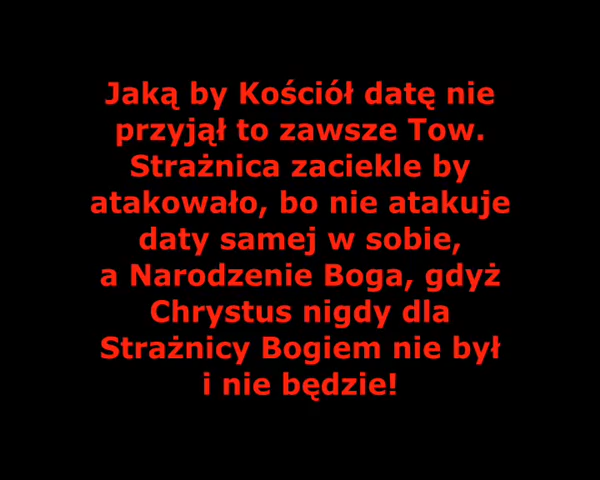 Jaką by Kościół datę nie
przyjął to zawsze Tow.
Strażnica zaciekle by
atakowało, bo nie atakuje
daty samej w sobie,
a Narodzenie Boga, gdyż
Chrystus nigdy dla
Strażnicy Bogiem nie był
i nie będzie!